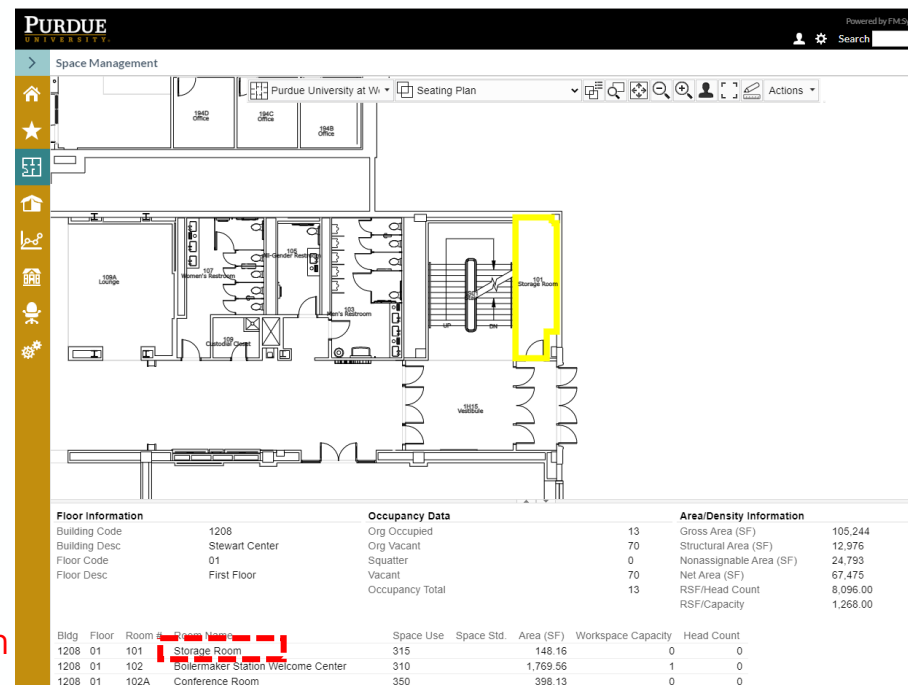 PURDUE
UNIVERSITY.
Powered by FM:Sy
Search
Space Management
Purdue University at W
Seating Plan
Actions
194D
Office
194C
Office
194B
Office
109A
Lounge
107
Women's Restroom
105
All-Gender Restroom
103
Men's Restroom
109
Custodial Closet
101
Storage Room
UP
DN
1H15
Vestibule
Floor Information
Building Code 1208
Building Desc Stewart Center
Floor Code 01
Floor Desc First Floor
Occupancy Data
Org Occupied 13
Org Vacant 70
Squatter 0
Vacant 70
Occupancy Total 13
Area/Density Information
Gross Area (SF) 105,244
Structural Area (SF) 12,976
Nonassignable Area (SF) 24,793
Net Area (SF) 67,475
RSF/Head Count 8,096.00
RSF/Capacity 1,268.00
Bldg Floor Room # Room Name Space Use Space Std. Area (SF) Workspace Capacity Head Count
1208 01 101 Storage Room 315 148.16 0 0
1208 01 102 Boilermaker Station Welcome Center 310 1,769.56 1 0
1208 01 102A Conference Room 350 398.13 0 0